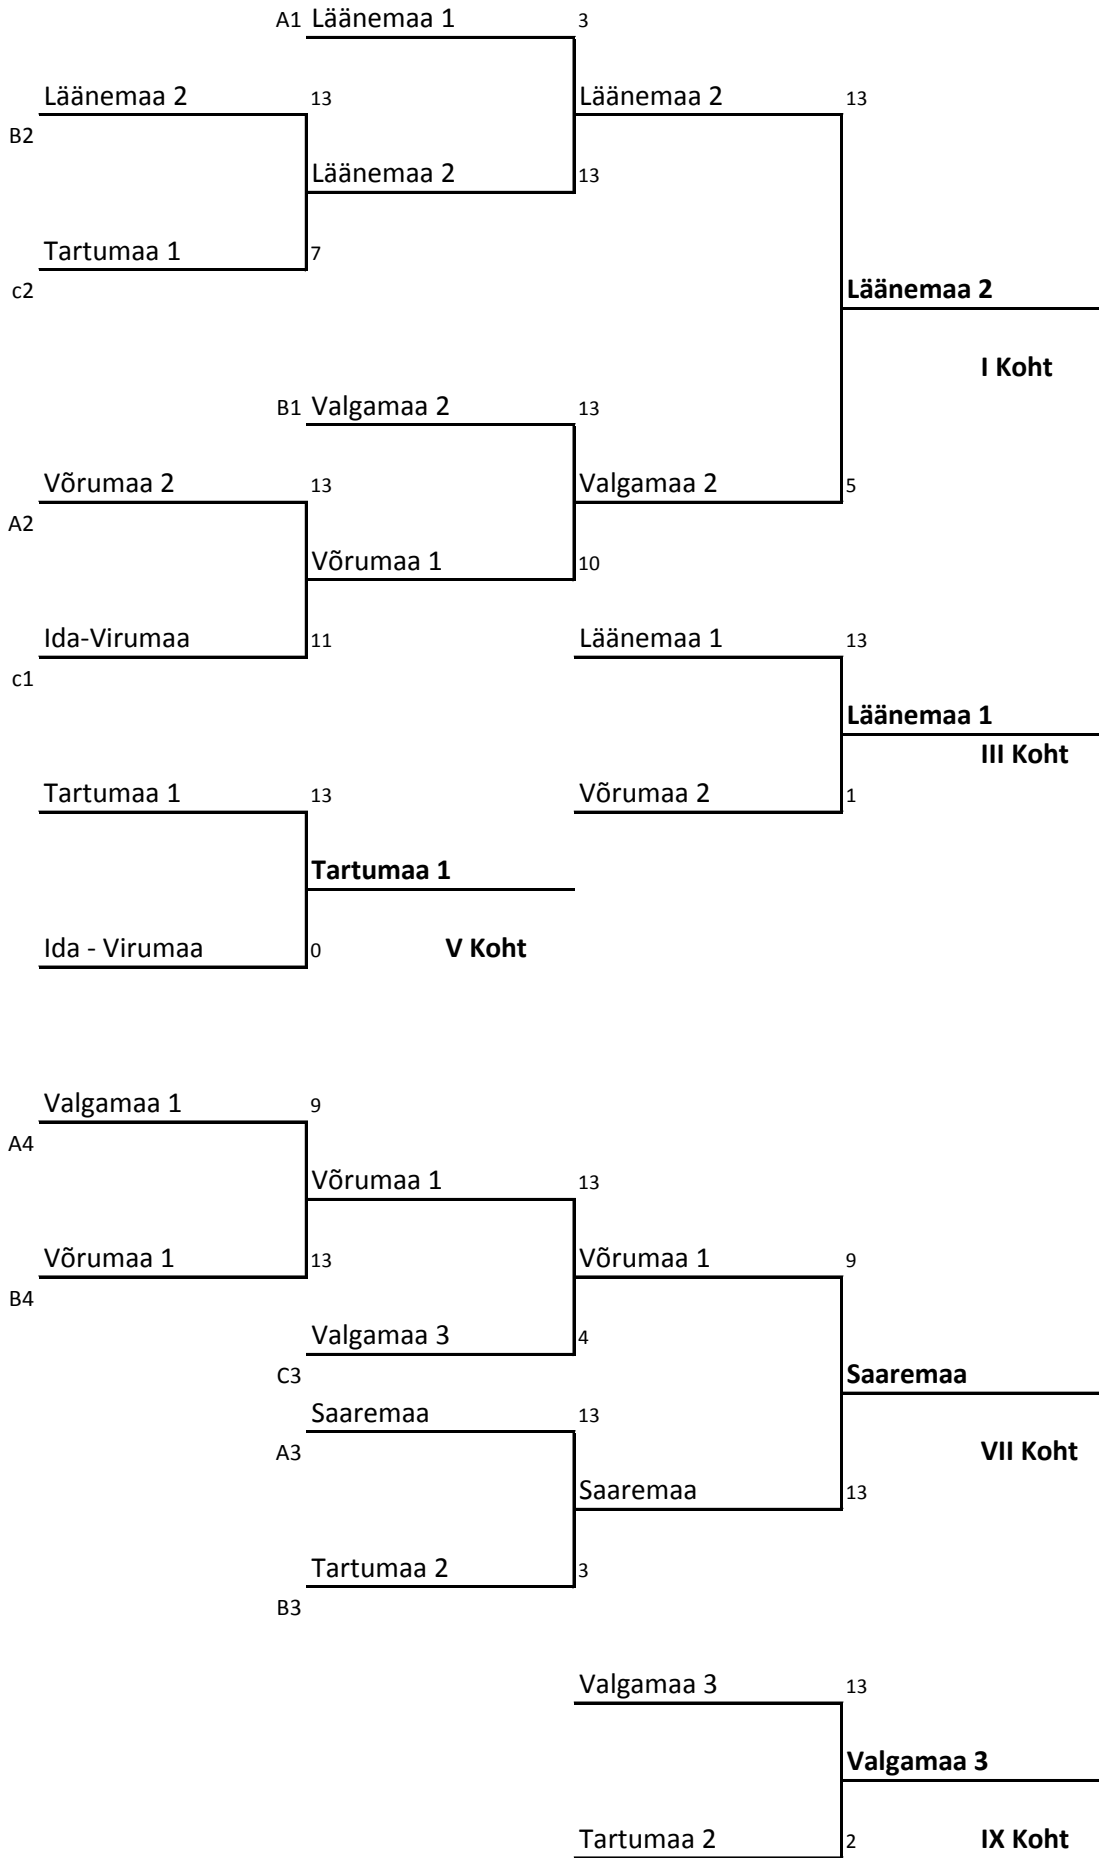 A1 Läänemaa 1 3
Läänemaa 2 13 Läänemaa 2 13
B2
Läänemaa 2 13
Tartumaa 1 7
c2 Läänemaa 2
I Koht
B1 Valgamaa 2 13
Võrumaa 2 13 Valgamaa 2 5
A2
Võrumaa 1 10
Ida-Virumaa 11 Läänemaa 1 13
c1
Läänemaa 1
III Koht
Tartumaa 1 13 Võrumaa 2 1
Tartumaa 1
Ida - Virumaa 0 V Koht
Valgamaa 1 9
A4
Võrumaa 1 13
Võrumaa 1 13 Võrumaa 1 9
B4
Valgamaa 3 4
C3 Saaremaa
Saaremaa 13
A3 VII Koht
Saaremaa 13
Tartumaa 2 3
B3
Valgamaa 3 13
Valgamaa 3
Tartumaa 2 2 IX Koht